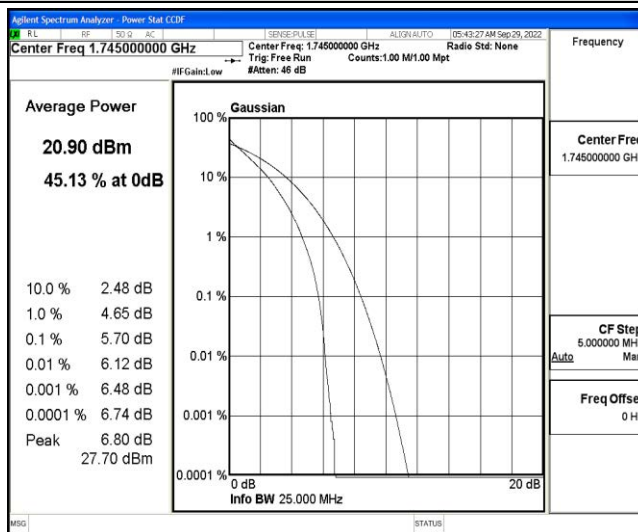 Agilent Spectrum Analyzer - Power Stat CCDF
RL RF 50 Ω AC SENSE:PULSE ALIGN AUTO 05:43:27 AM Sep 29, 2022
Center Freq 1.745000000 GHz
Center Freq: 1.745000000 GHz Radio Std: None
Trig: Free Run Counts:1.00 M/1.00 Mpt
#IFGain:Low #Atten: 46 dB
Frequency
Average Power
20.90 dBm
45.13 % at 0dB
10.0 % 2.48 dB
1.0 % 4.65 dB
0.1 % 5.70 dB
0.01 % 6.12 dB
0.001 % 6.48 dB
0.0001 % 6.74 dB
Peak 6.80 dB
27.70 dBm
Gaussian
100 %
10 %
1 %
0.1 %
0.01 %
0.001 %
0.0001 %
0 dB 20 dB
Info BW 25.000 MHz
Center Fre
1.745000000 GH
CF Step
5.000000 MH
Auto Ma
Freq Offse
0 H
MSG STATUS